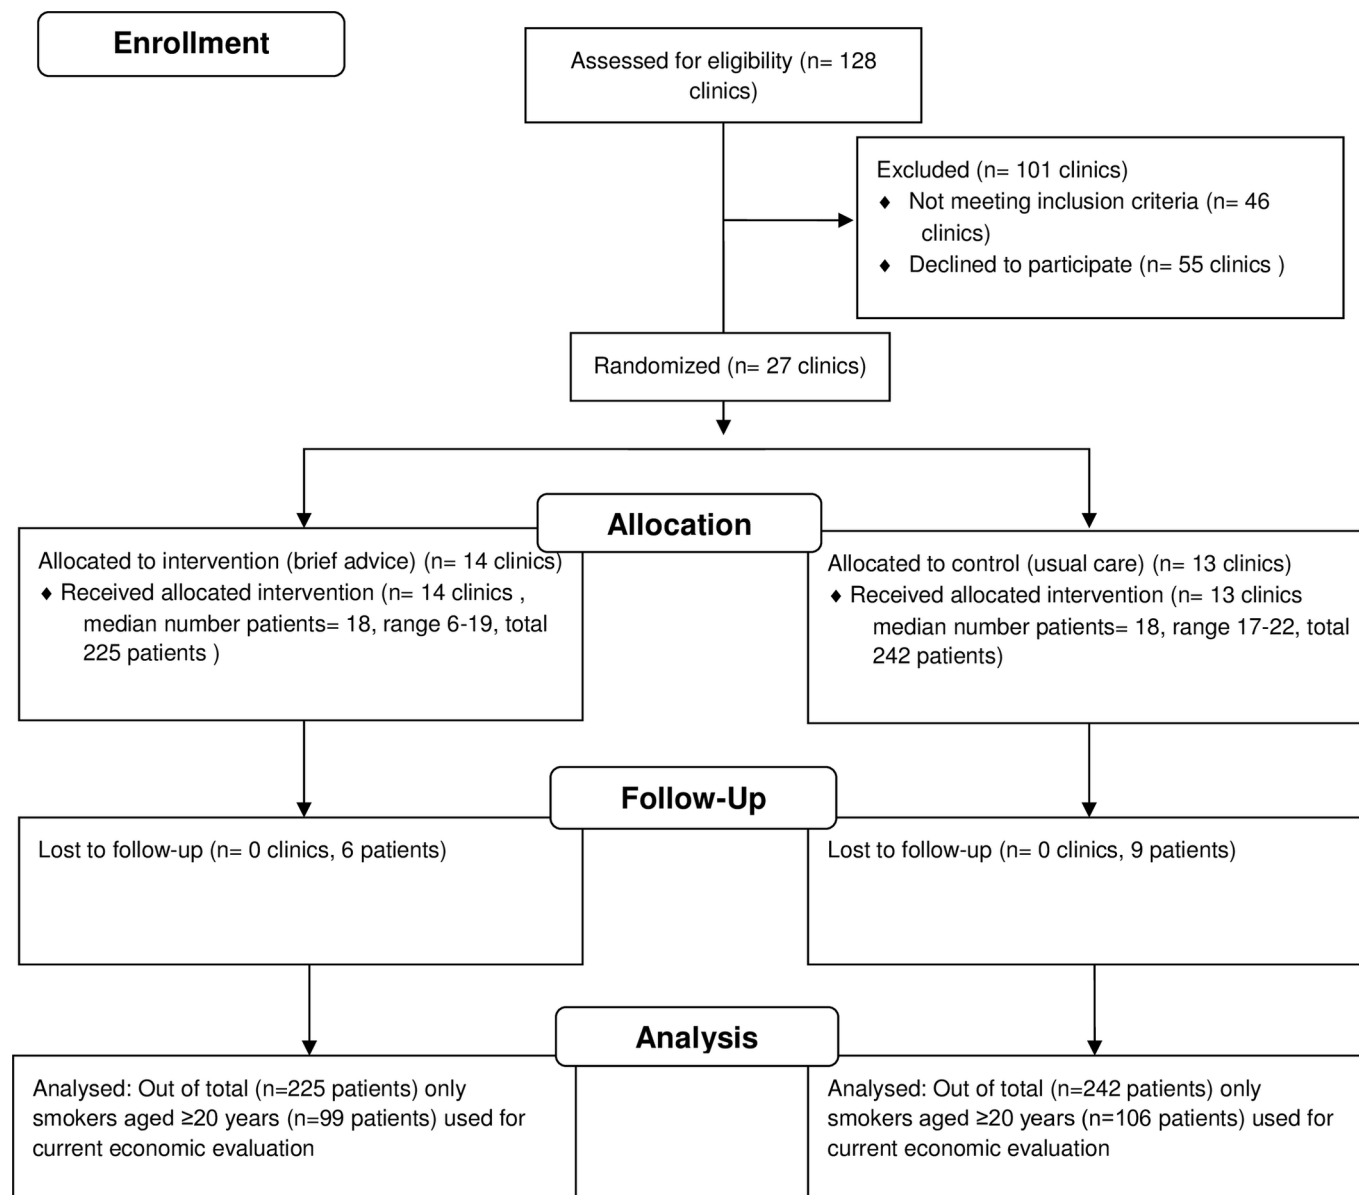 Enrollment
Assessed for eligibility (n= 128
clinics)
Excluded (n= 101 clinics)
♦ Not meeting inclusion criteria (n= 46
clinics)
♦ Declined to participate (n= 55 clinics )
Randomized (n= 27 clinics)
Allocation
Allocated to intervention (brief advice) (n= 14 clinics)
♦ Received allocated intervention (n= 14 clinics ,
median number patients= 18, range 6-19, total
225 patients )
Allocated to control (usual care) (n= 13 clinics)
♦ Received allocated intervention (n= 13 clinics
median number patients= 18, range 17-22, total
242 patients)
Follow-Up
Lost to follow-up (n= 0 clinics, 6 patients)
Lost to follow-up (n= 0 clinics, 9 patients)
Analysis
Analysed: Out of total (n=225 patients) only
smokers aged ≥20 years (n=99 patients) used for
current economic evaluation
Analysed: Out of total (n=242 patients) only
smokers aged ≥20 years (n=106 patients) used for
current economic evaluation